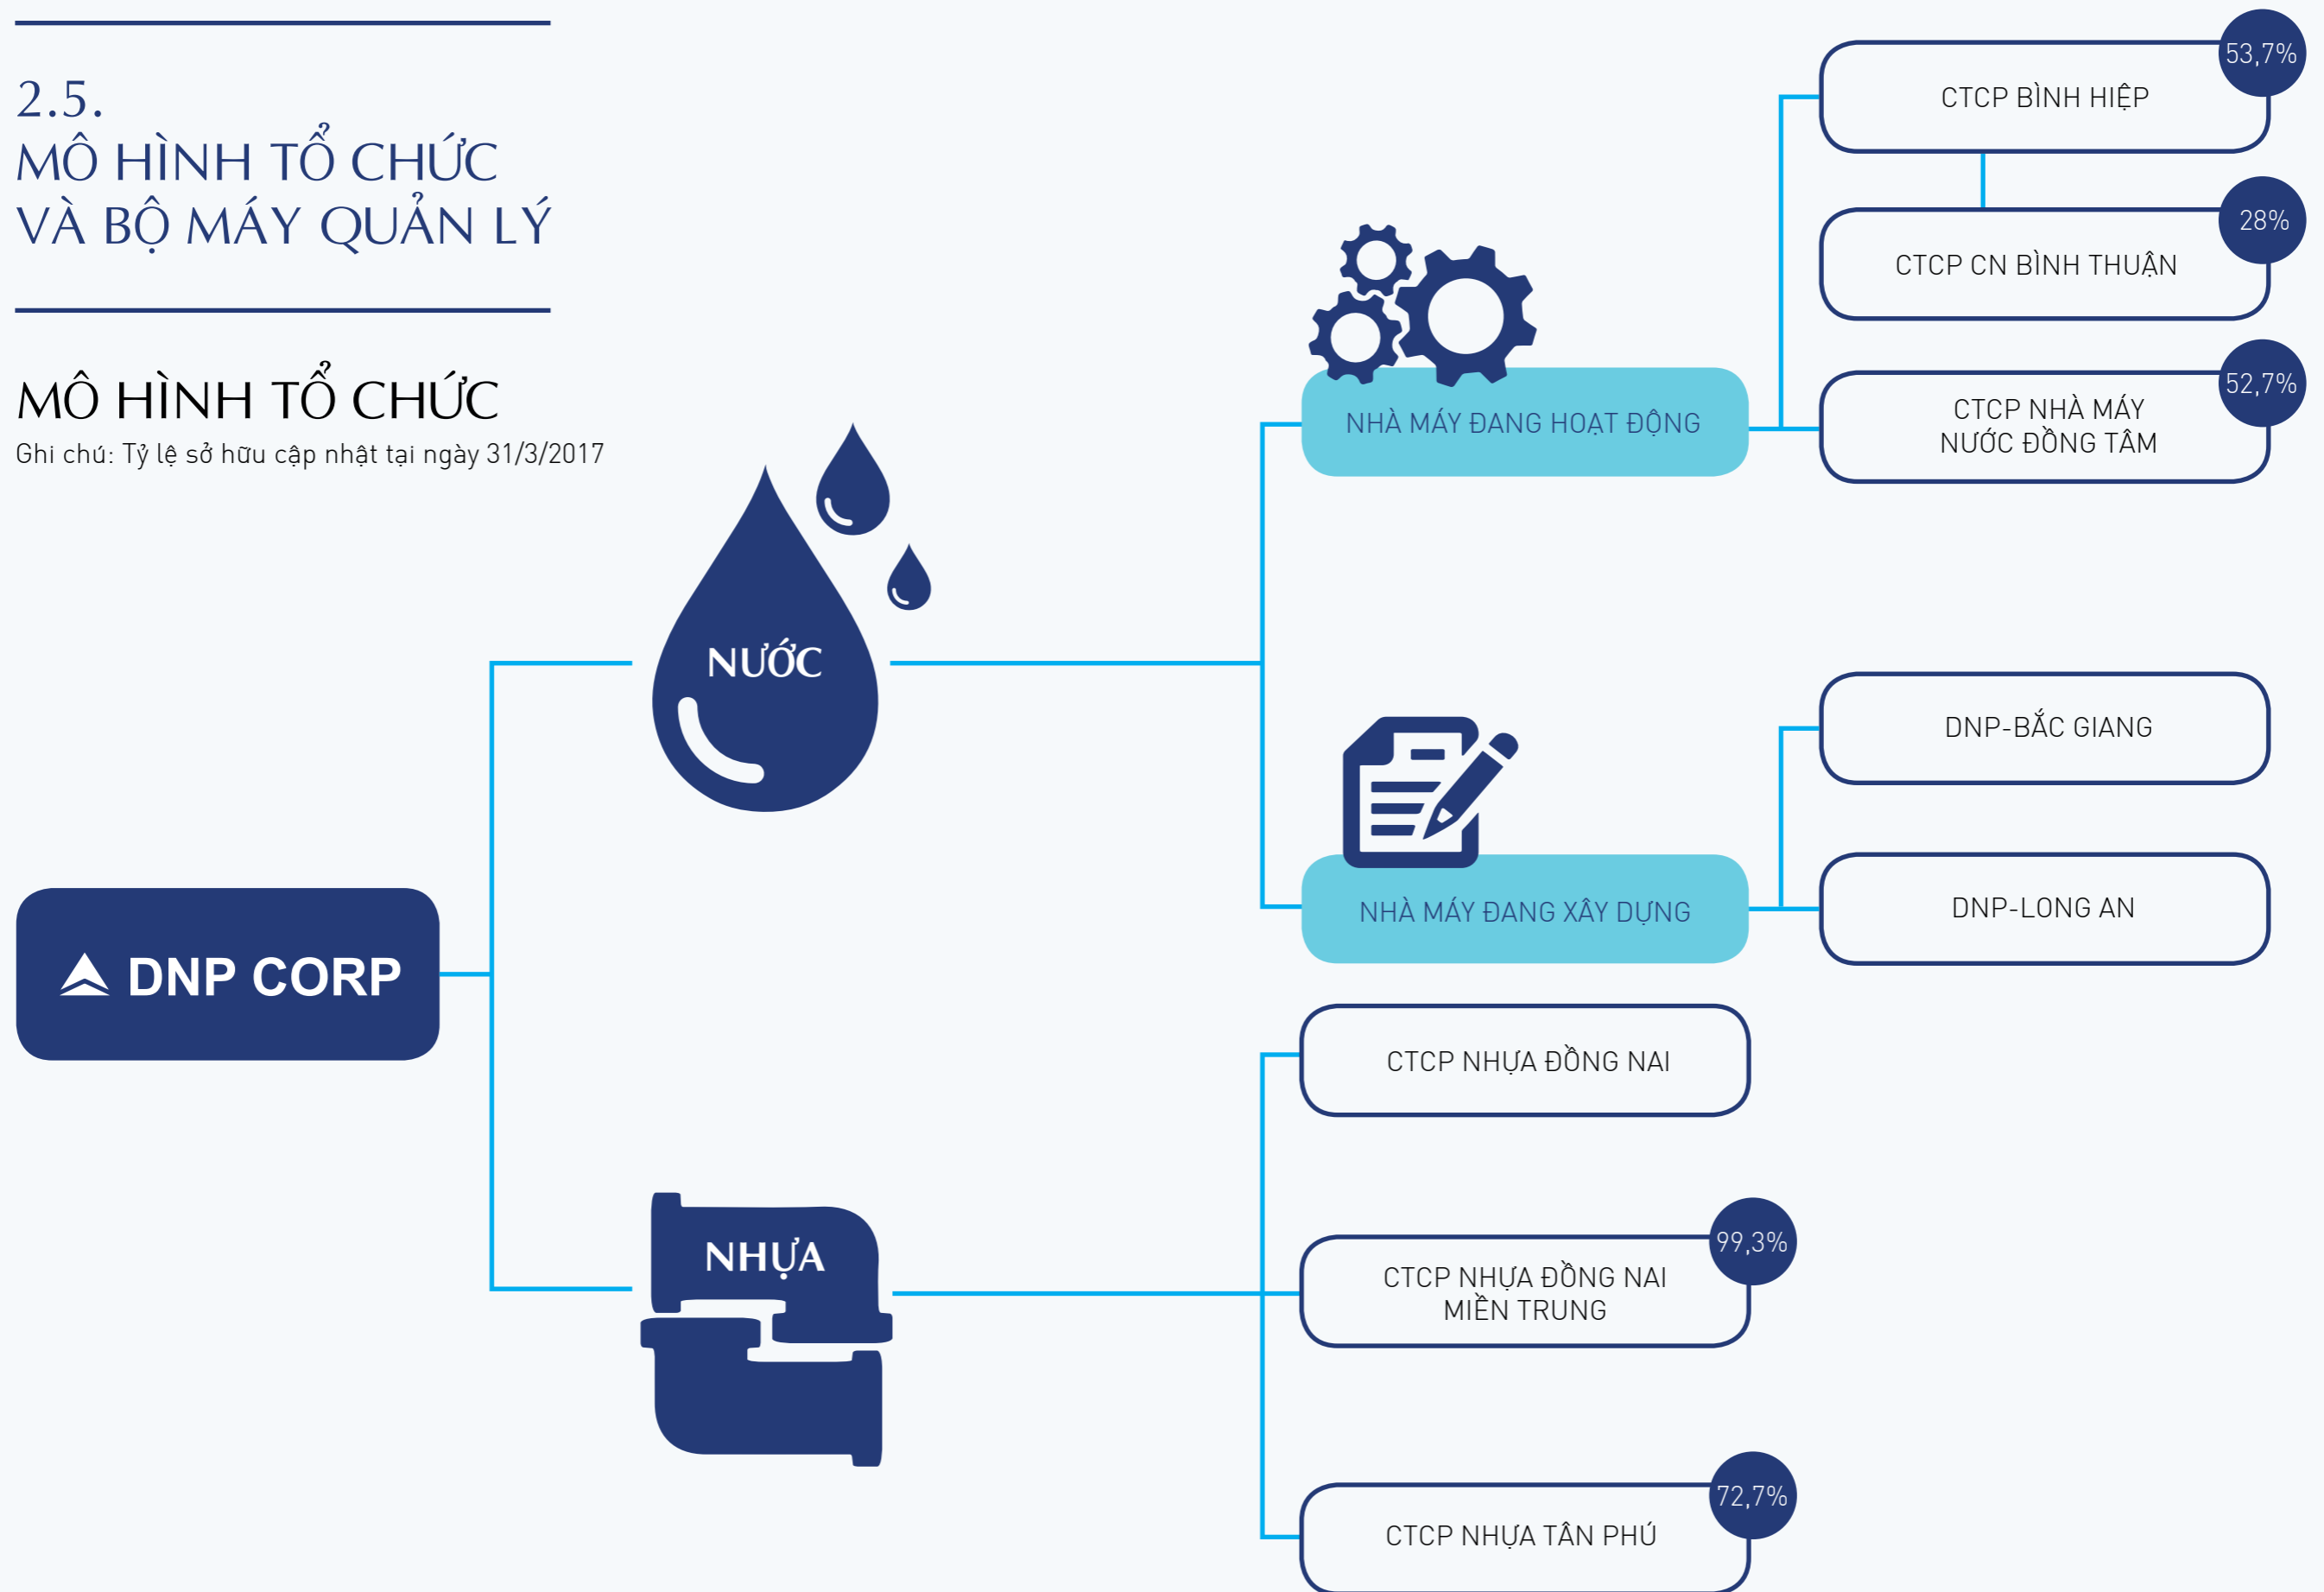 2.5.
MÔ HÌNH TỔ CHỨC
VÀ BỘ MÁY QUẢN LÝ
MÔ HÌNH TỔ CHỨC
Ghi chú: Tỷ lệ sở hữu cập nhật tại ngày 31/3/2017
DNP CORP
NƯỚC
NHÀ MÁY ĐANG HOẠT ĐỘNG
53,7%
CTCP BÌNH HIỆP
28%
CTCP CN BÌNH THUẬN
52,7%
CTCP NHÀ MÁY
NƯỚC ĐỒNG TÂM
NHÀ MÁY ĐANG XÂY DỰNG
DNP-BẮC GIANG
DNP-LONG AN
NHỰA
CTCP NHỰA ĐỒNG NAI
99,3%
CTCP NHỰA ĐỒNG NAI
MIỀN TRUNG
72,7%
CTCP NHỰA TÂN PHÚ